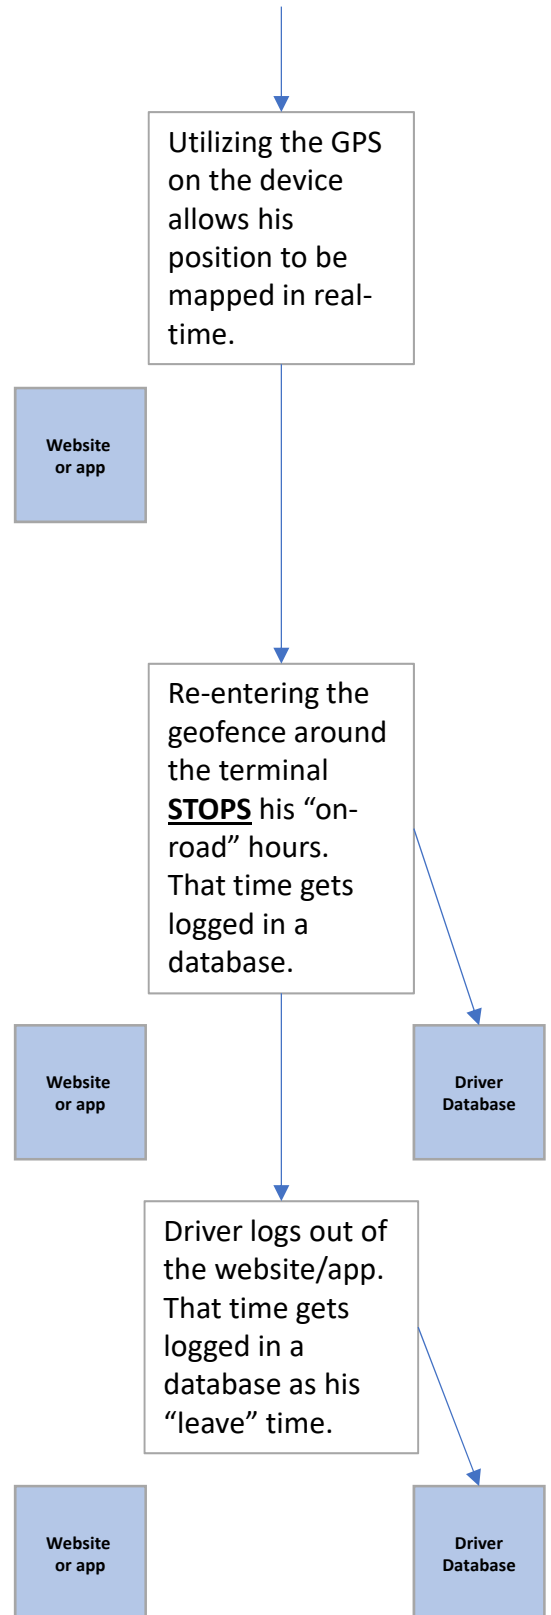 Utilizing the GPS
on the device
allows his
position to be
mapped in real-
time.
Website
or app
Re-entering the
geofence around
the terminal
STOPS his “on-
road” hours.
That time gets
logged in a
database.
Website
or app
Driver
Database
Driver logs out of
the website/app.
That time gets
logged in a
database as his
“leave” time.
Website
or app
Driver
Database